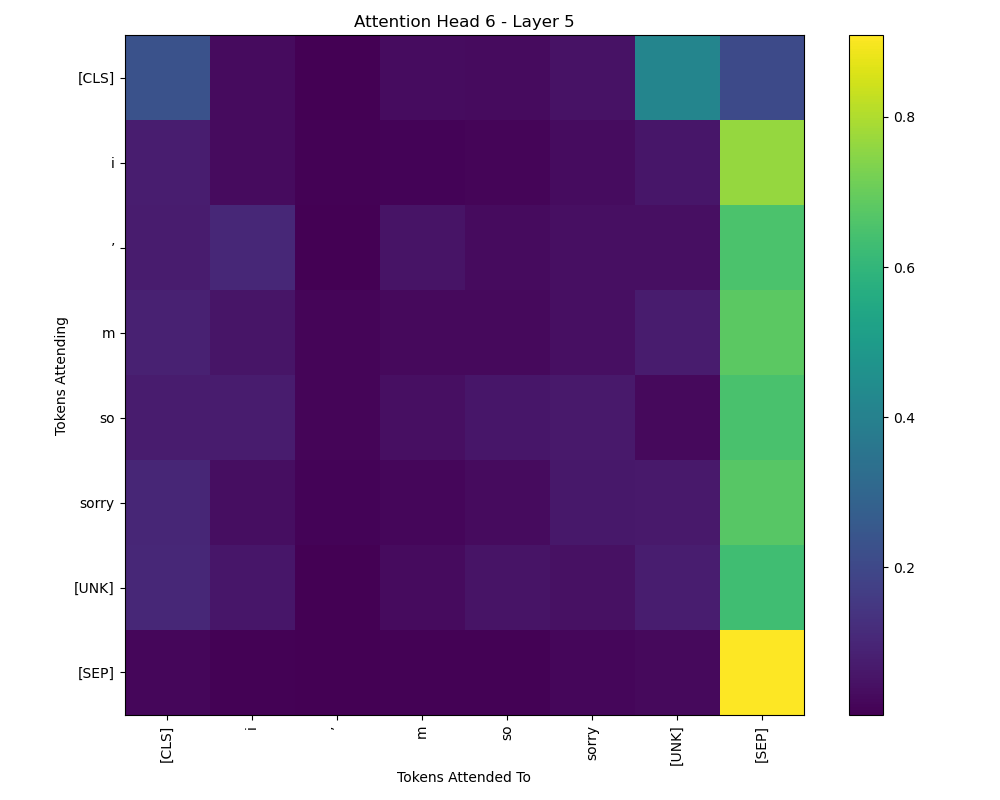 Attention Head 6 - Layer 5
Tokens Attending
[CLS]
i
’
m
so
sorry
[UNK]
[SEP]
[CLS]
i
’
m
so
sorry
[UNK]
[SEP]
Tokens Attended To
0.8
0.6
0.4
0.2